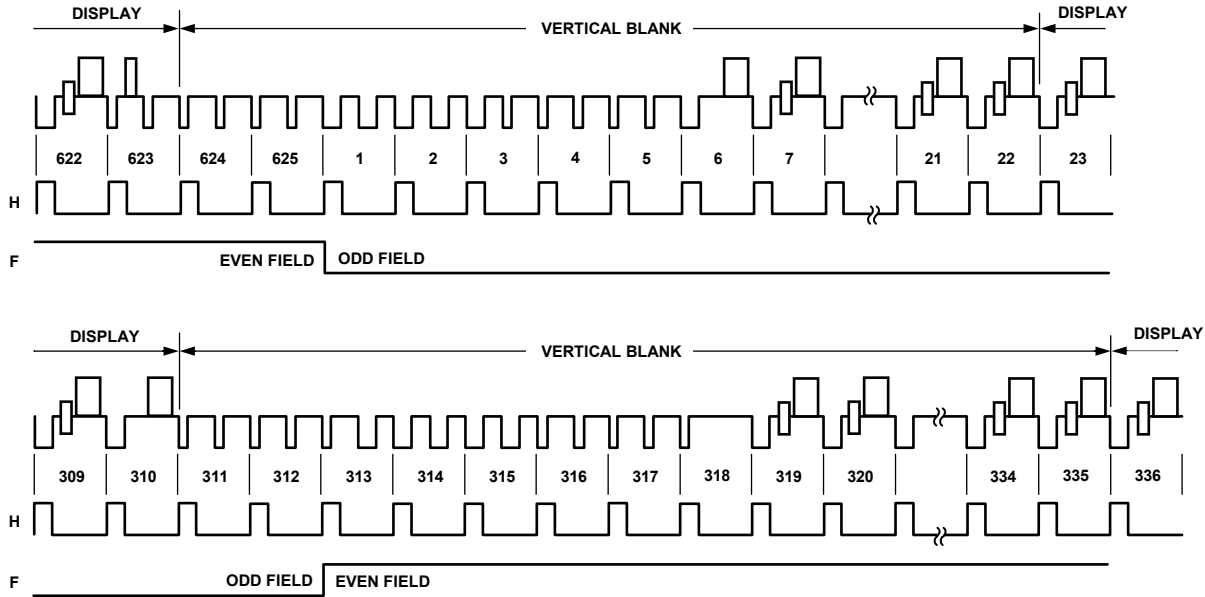 DISPLAY VERTICAL BLANK DISPLAY
622 623 624 625 1 2 3 4 5 6 7 21 22 23
H
F EVEN FIELD ODD FIELD
DISPLAY VERTICAL BLANK DISPLAY
309 310 311 312 313 314 315 316 317 318 319 320 334 335 336
H
F ODD FIELD EVEN FIELD